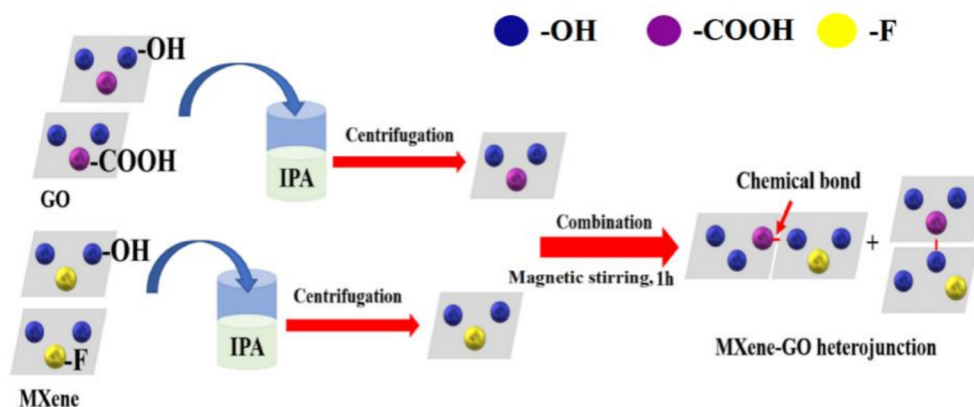 -OH -COOH -F
-OH
-COOH
GO
IPA
Centrifugation
-OH
-F
MXene
IPA
Centrifugation
Combination
Magnetic stirring, 1h
Chemical bond
+
MXene-GO heterojunction